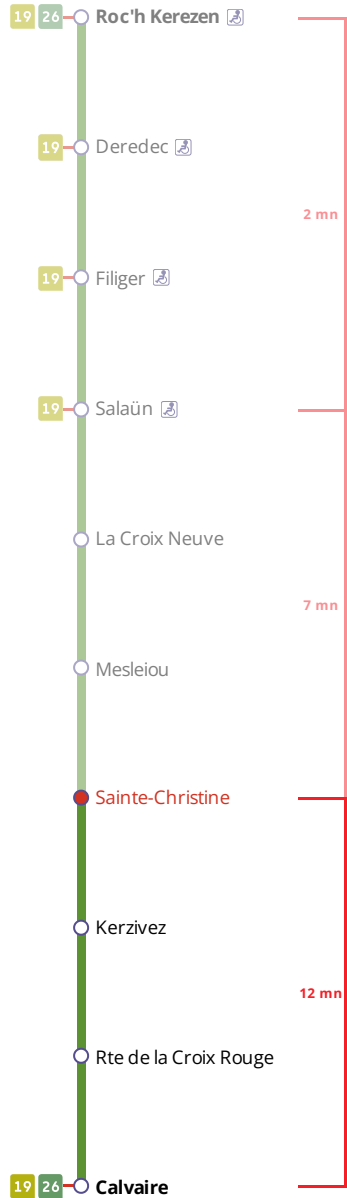 19 26 Roc'h Kerezen
19 Deredec
2 mn
19 Filiger
19 Salaün
La Croix Neuve
7 mn
Mesleiou
Sainte-Christine
Kerzivez
12 mn
Rte de la Croix Rouge
19 26 Calvaire